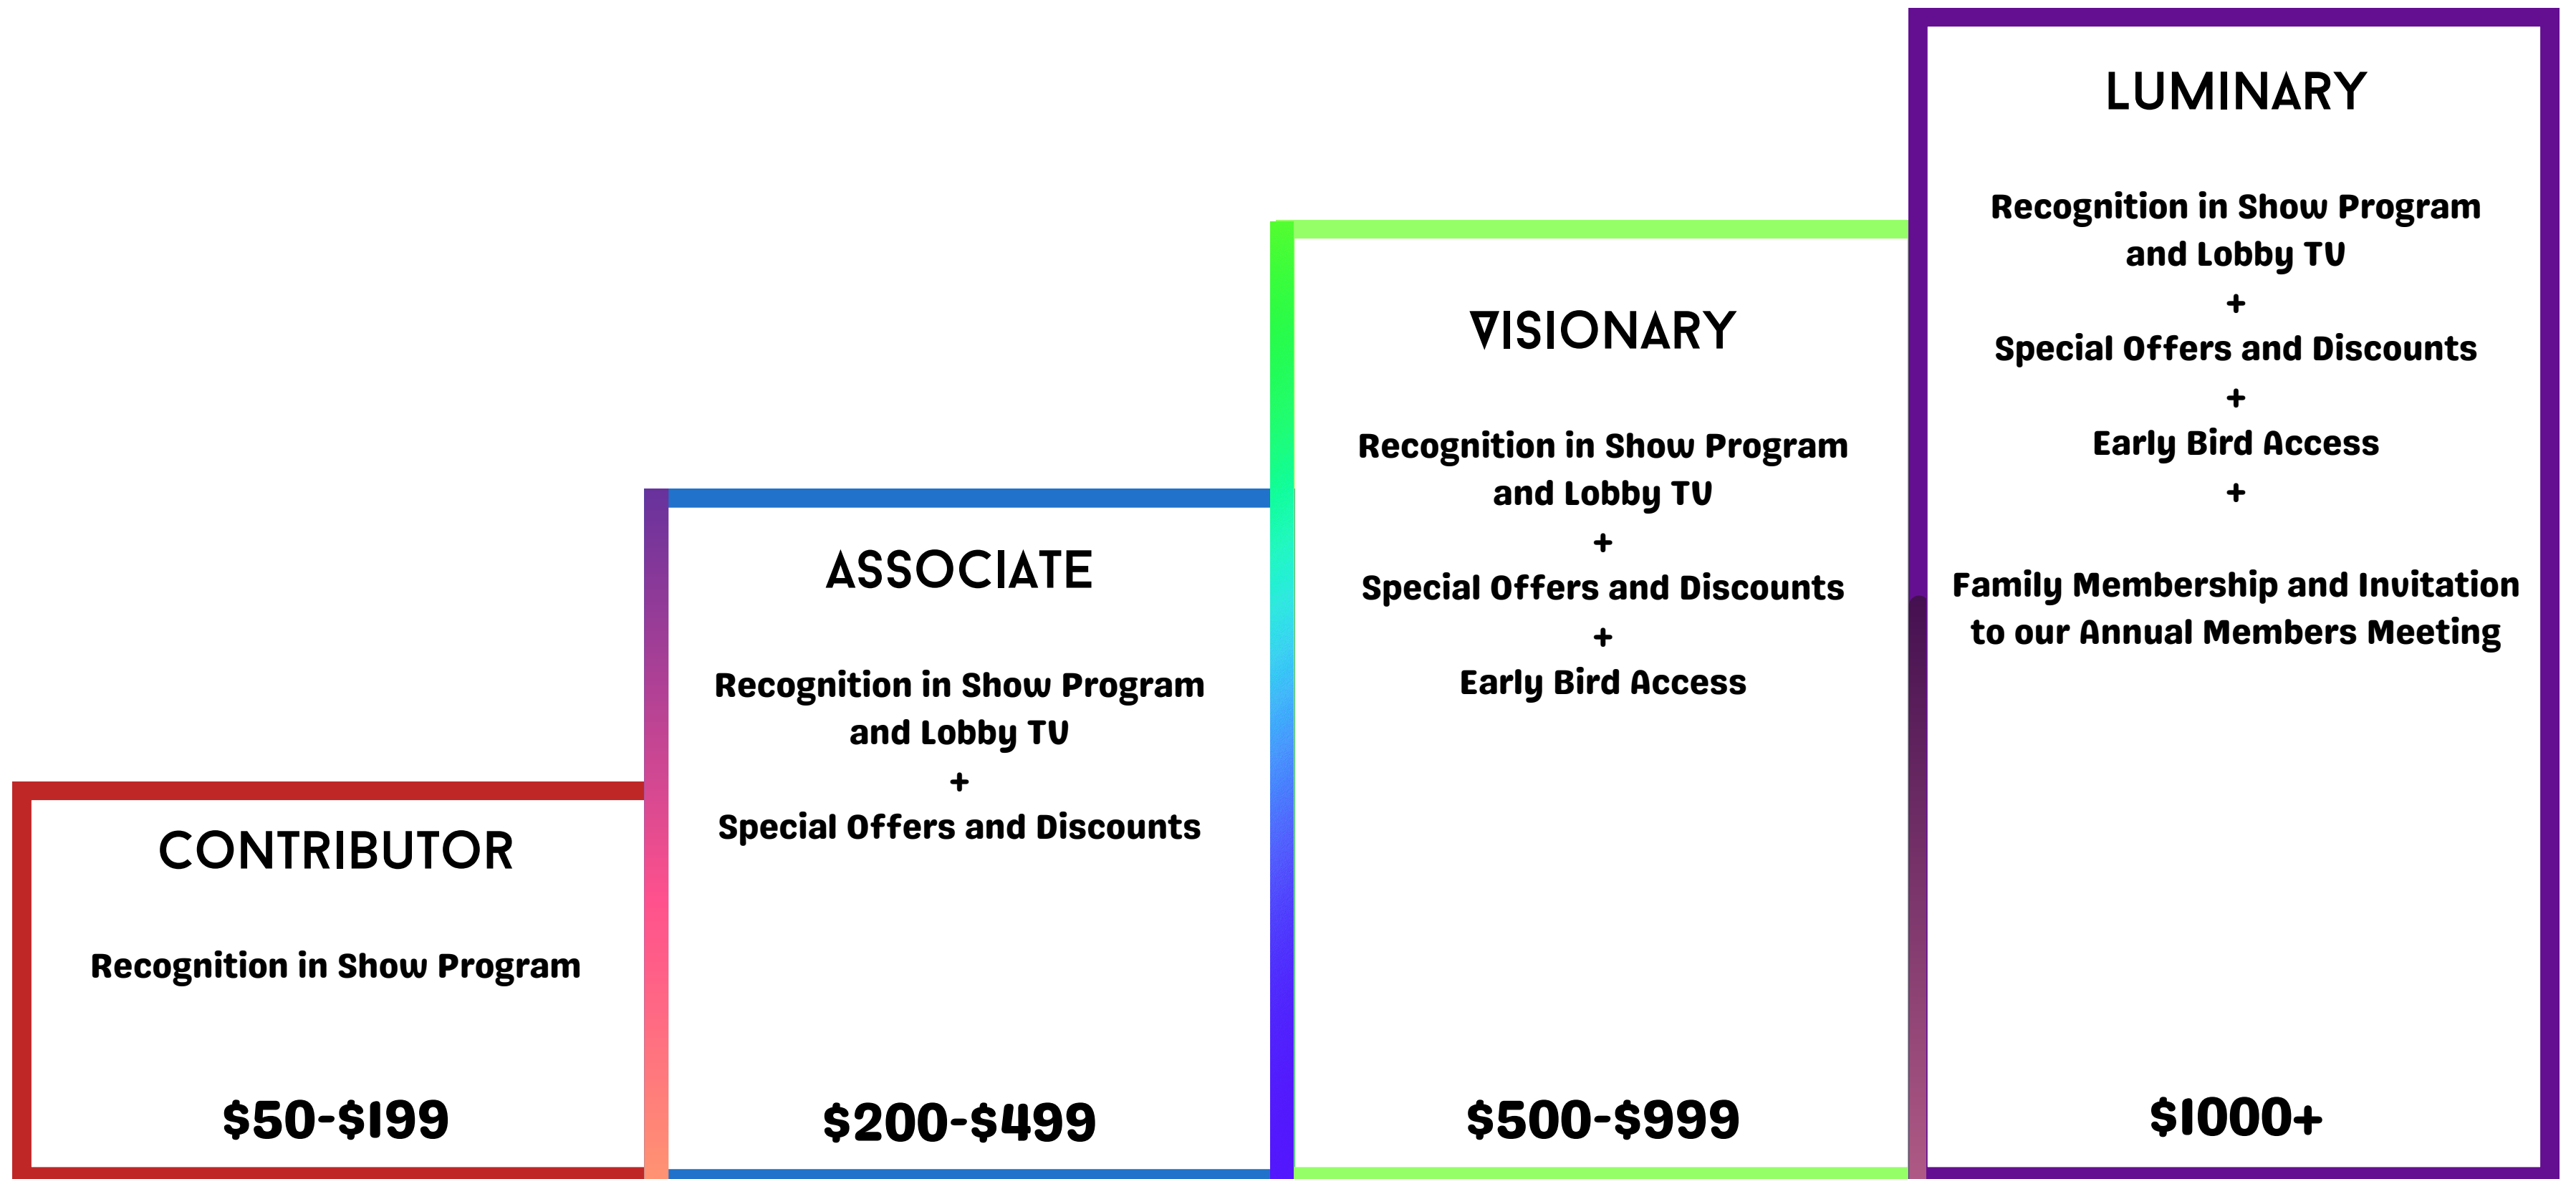 CONTRIBUTOR
Recognition in Show Program
$50-$199
ASSOCIATE
Recognition in Show Program
and Lobby TV
+
Special Offers and Discounts
$200-$499
VISIONARY
Recognition in Show Program
and Lobby TV
+
Special Offers and Discounts
+
Early Bird Access
$500-$999
LUMINARY
Recognition in Show Program
and Lobby TV
+
Special Offers and Discounts
+
Early Bird Access
+
Family Membership and Invitation
to our Annual Members Meeting
$1000+